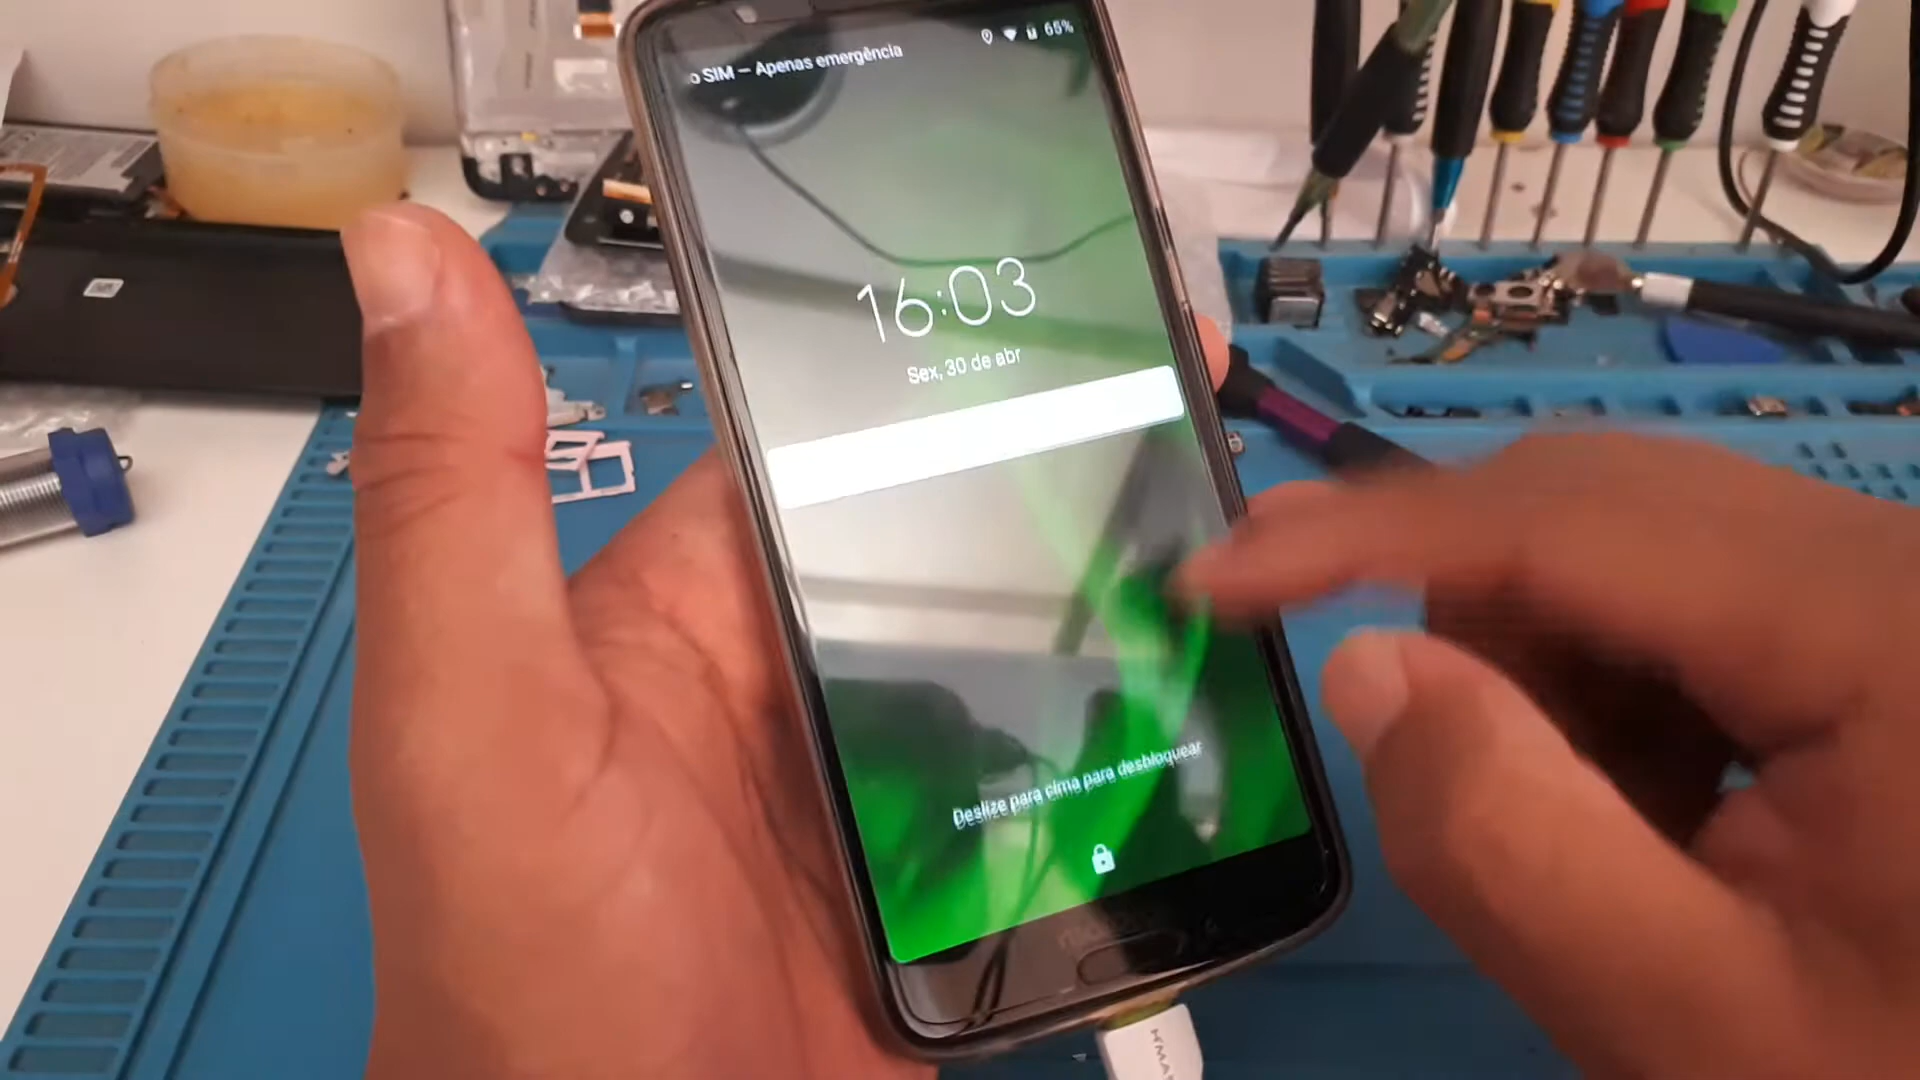 o SIM — Apenas emergência
65%
16:03
Sex, 30 de abr
Deslize para cima para desbloquear